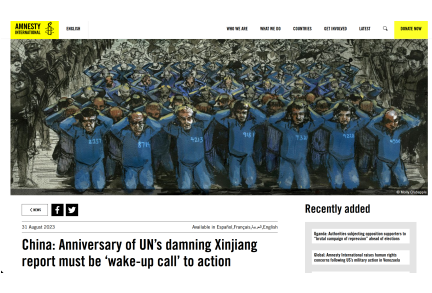 AMNESTY
INTERNATIONAL
ENGLISH
WHO WE ARE
WHAT WE DO
COUNTRIES
GET INVOLVED
LATEST
DONATE NOW
© Molly Crabapple
< NEWS
31 August 2023
Available in Español,Français,العربية,English
China: Anniversary of UN's damning Xinjiang
report must be 'wake-up call' to action
Recently added
Uganda: Authorities subjecting opposition supporters to
"brutal campaign of repression" ahead of elections
Global: Amnesty International raises human rights
concerns following US's military action in Venezuela